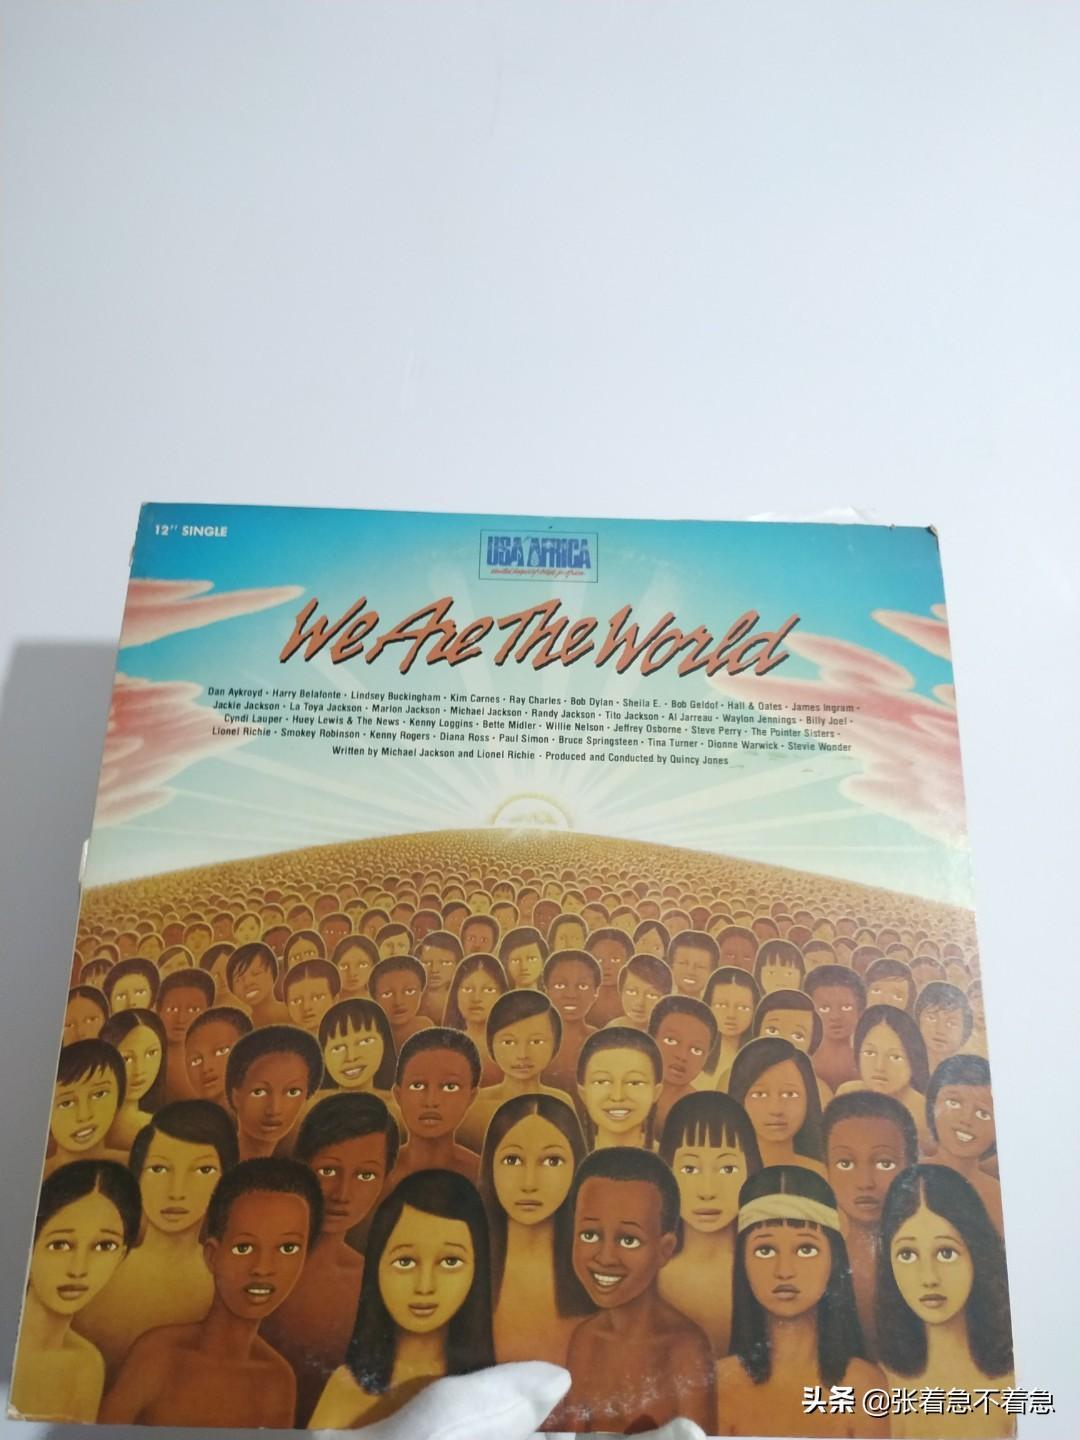 12" SINGLE
USA AFRICA
We Are The World
Dan Aykroyd · Harry Belafonte · Lindsey Buckingham · Kim Carnes · Ray Charles · Bob Dylan · Sheila E. · Bob Geldof · Hall & Oates · James Ingram ·
Jackie Jackson · La Toya Jackson · Marlon Jackson · Michael Jackson · Randy Jackson · Tito Jackson · Al Jarreau · Waylon Jennings · Billy Joel ·
Cyndi Lauper · Huey Lewis & The News · Kenny Loggins · Bette Midler · Willie Nelson · Jeffrey Osborne · Steve Perry · The Pointer Sisters ·
Lionel Richie · Smokey Robinson · Kenny Rogers · Diana Ross · Paul Simon · Bruce Springsteen · Tina Turner · Dionne Warwick · Stevie Wonder
Written by Michael Jackson and Lionel Richie · Produced and Conducted by Quincy Jones
头条 @张着急不着急